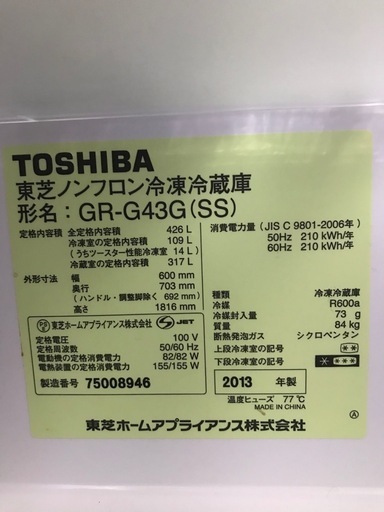 TOSHIBA
東芝ノンフロン冷凍冷蔵庫
形名：GR-G43G(SS)
定格内容積 全定格内容積 426 L
冷凍室の定格内容積 109 L
(うちツースター性能冷凍室 14 L)
冷蔵室の定格内容積 317 L
外形寸法 幅 600 mm
奥行 703 mm
(ハンドル・調整脚除く 692 mm)
高さ 1816 mm
消費電力量 (JIS C 9801-2006年)
50Hz 210 kWh/年
60Hz 210 kWh/年
種類 冷凍冷蔵庫
冷媒 R600a
冷媒封入量 73 g
質量 84 kg
断熱発泡ガス シクロペンタン
上段冷凍室の記号 **
下段冷凍室の記号 * ***
東芝ホームアプライアンス株式会社 JET
定格電圧 100 V
定格周波数 50/60 Hz
電動機の定格消費電力 82/82 W
電熱装置の定格消費電力 155/155 W
製造番号 75008946
2013 年製
温度ヒューズ 77℃
MADE IN CHINA
東芝ホームアプライアンス株式会社
Ⓐ